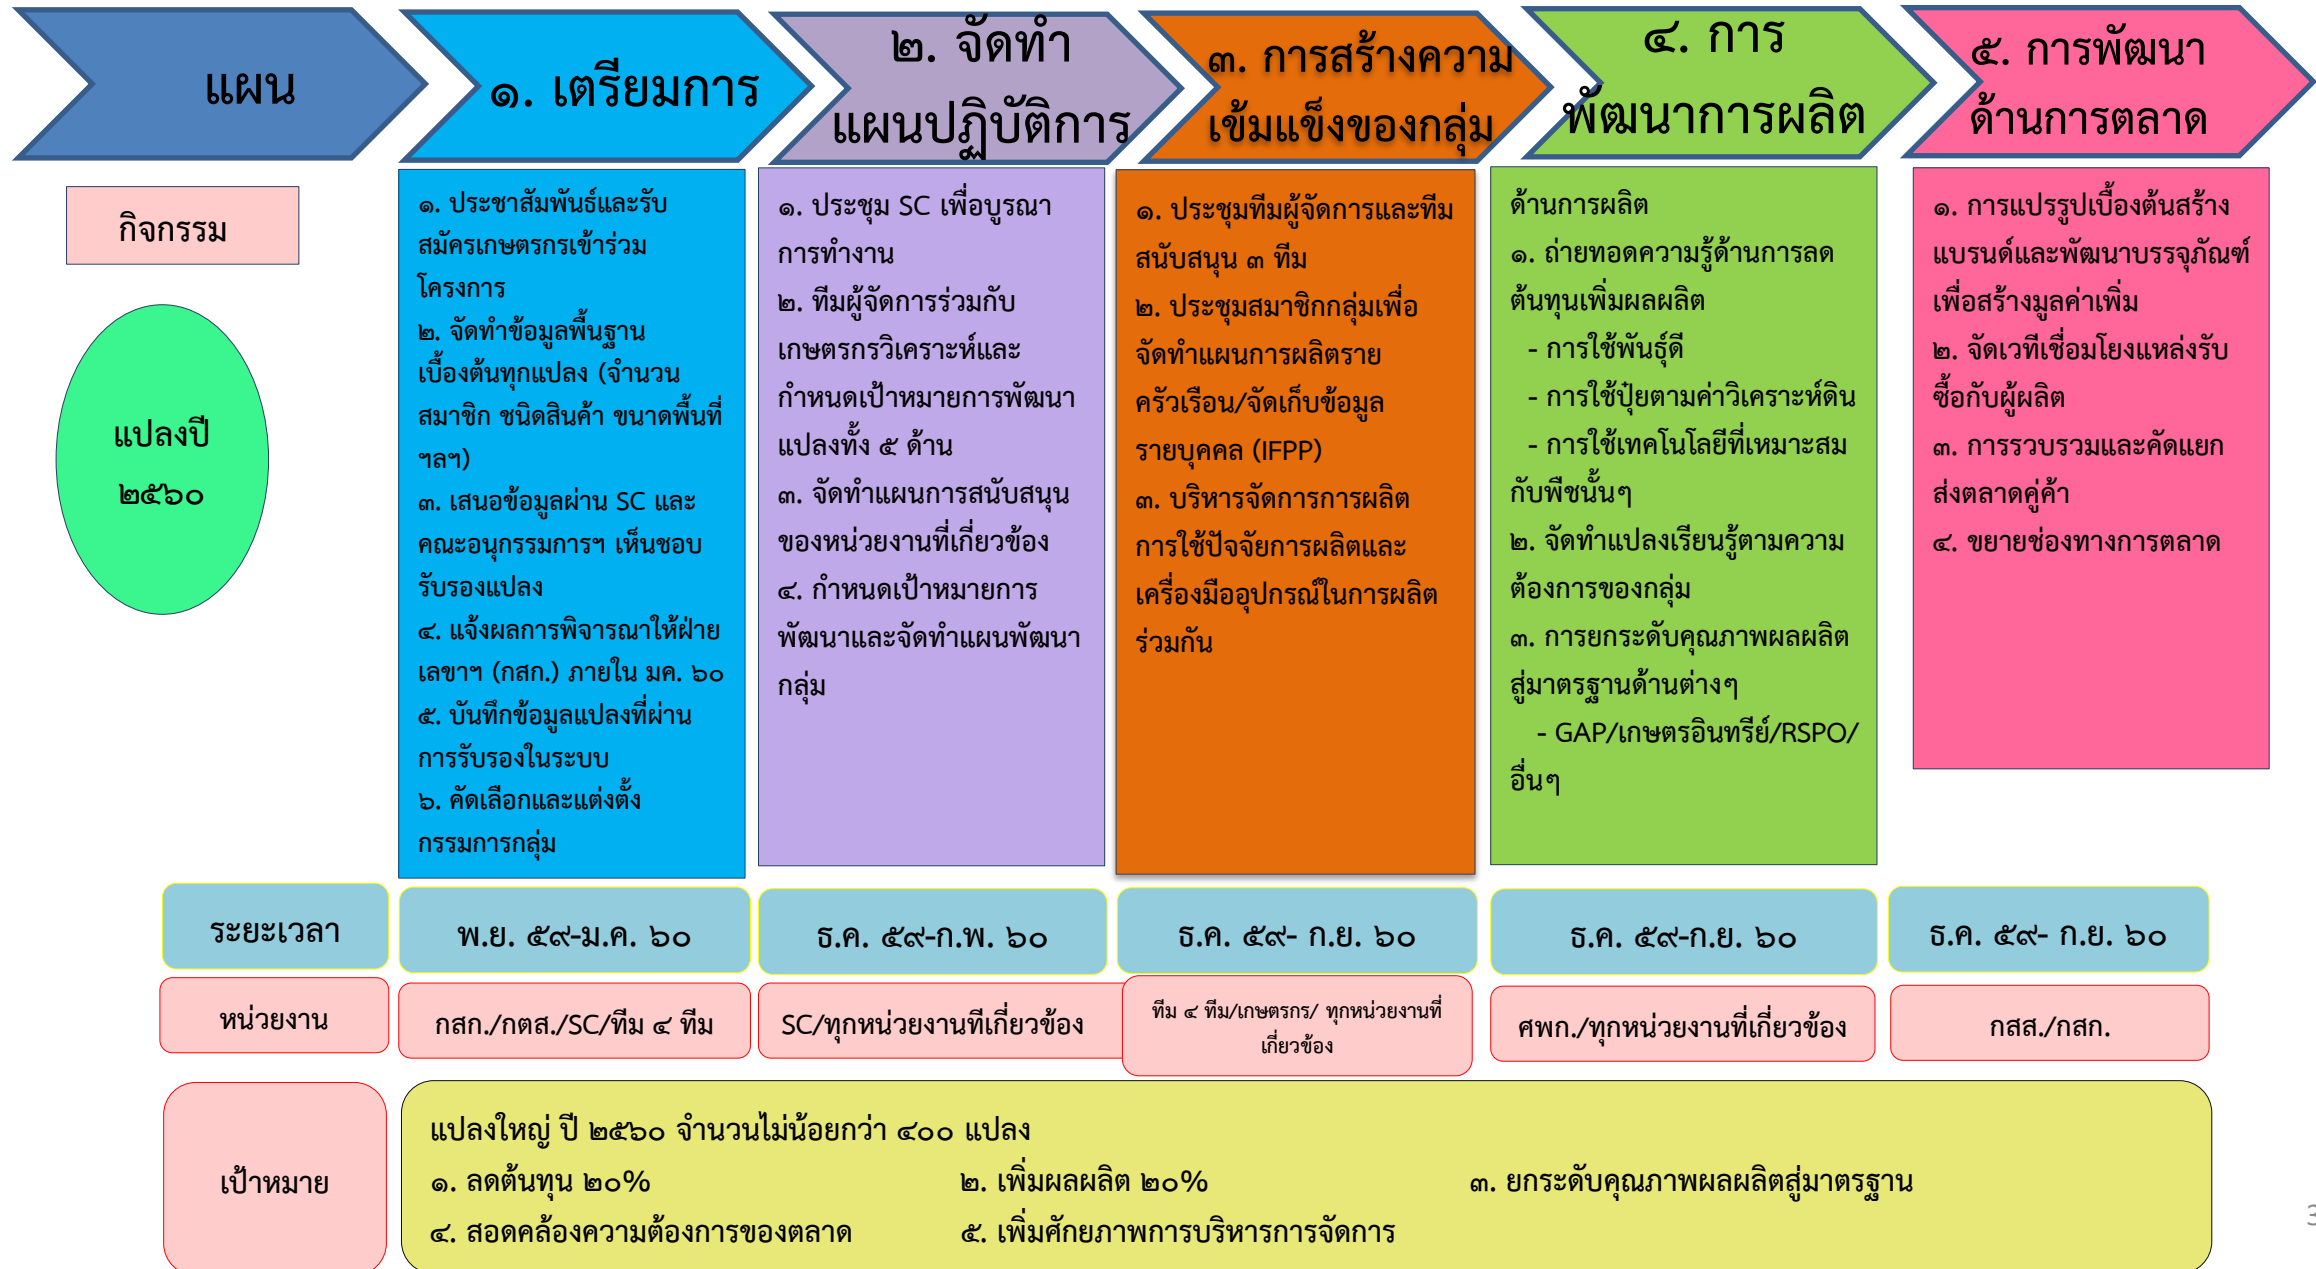 แผน
๑. เตรียมการ
๒. จัดทำ
แผนปฏิบัติการ
๓. การสร้างความ
เข้มแข็งของกลุ่ม
๔. การ
พัฒนาการผลิต
๕. การพัฒนา
ด้านการตลาด
กิจกรรม
แปลงปี
๒๕๖๐
๑. ประชาสัมพันธ์และรับ
สมัครเกษตรกรเข้าร่วม
โครงการ
๒. จัดทำข้อมูลพื้นฐาน
เบื้องต้นทุกแปลง (จำนวน
สมาชิก ชนิดสินค้า ขนาดพื้นที่
ฯลฯ)
๓. เสนอข้อมูลผ่าน SC และ
คณะอนุกรรมการฯ เห็นชอบ
รับรองแปลง
๔. แจ้งผลการพิจารณาให้ฝ่าย
เลขาฯ (กสก.) ภายใน มค. ๖๐
๕. บันทึกข้อมูลแปลงที่ผ่าน
การรับรองในระบบ
๖. คัดเลือกและแต่งตั้ง
กรรมการกลุ่ม
๑. ประชุม SC เพื่อบูรณา
การทำงาน
๒. ทีมผู้จัดการร่วมกับ
เกษตรกรวิเคราะห์และ
กำหนดเป้าหมายการพัฒนา
แปลงทั้ง ๕ ด้าน
๓. จัดทำแผนการสนับสนุน
ของหน่วยงานที่เกี่ยวข้อง
๔. กำหนดเป้าหมายการ
พัฒนาและจัดทำแผนพัฒนา
กลุ่ม
๑. ประชุมทีมผู้จัดการและทีม
สนับสนุน ๓ ทีม
๒. ประชุมสมาชิกกลุ่มเพื่อ
จัดทำแผนการผลิตราย
ครัวเรือน/จัดเก็บข้อมูล
รายบุคคล (IFPP)
๓. บริหารจัดการการผลิต
การใช้ปัจจัยการผลิตและ
เครื่องมืออุปกรณ์ในการผลิต
ร่วมกัน
ด้านการผลิต
๑. ถ่ายทอดความรู้ด้านการลด
ต้นทุนเพิ่มผลผลิต
- การใช้พันธุ์ดี
- การใช้ปุ๋ยตามค่าวิเคราะห์ดิน
- การใช้เทคโนโลยีที่เหมาะสม
กับพืชนั้นๆ
๒. จัดทำแปลงเรียนรู้ตามความ
ต้องการของกลุ่ม
๓. การยกระดับคุณภาพผลผลิต
สู่มาตรฐานด้านต่างๆ
- GAP/เกษตรอินทรีย์/RSPO/
อื่นๆ
๑. การแปรรูปเบื้องต้นสร้าง
แบรนด์และพัฒนาบรรจุภัณฑ์
เพื่อสร้างมูลค่าเพิ่ม
๒. จัดเวทีเชื่อมโยงแหล่งรับ
ซื้อกับผู้ผลิต
๓. การรวบรวมและคัดแยก
ส่งตลาดคู่ค้า
๔. ขยายช่องทางการตลาด
ระยะเวลา
พ.ย. ๕๙-ม.ค. ๖๐
ธ.ค. ๕๙-ก.พ. ๖๐
ธ.ค. ๕๙- ก.ย. ๖๐
ธ.ค. ๕๙-ก.ย. ๖๐
ธ.ค. ๕๙- ก.ย. ๖๐
หน่วยงาน
กสก./กตส./SC/ทีม ๔ ทีม
SC/ทุกหน่วยงานทีเกี่ยวข้อง
ทีม ๔ ทีม/เกษตรกร/ ทุกหน่วยงานที่
เกี่ยวข้อง
ศพก./ทุกหน่วยงานที่เกี่ยวข้อง
กสส./กสก.
เป้าหมาย
แปลงใหญ่ ปี ๒๕๖๐ จำนวนไม่น้อยกว่า ๔๐๐ แปลง
๑. ลดต้นทุน ๒๐% ๒. เพิ่มผลผลิต ๒๐% ๓. ยกระดับคุณภาพผลผลิตสู่มาตรฐาน
๔. สอดคล้องความต้องการของตลาด ๕. เพิ่มศักยภาพการบริหารการจัดการ
3